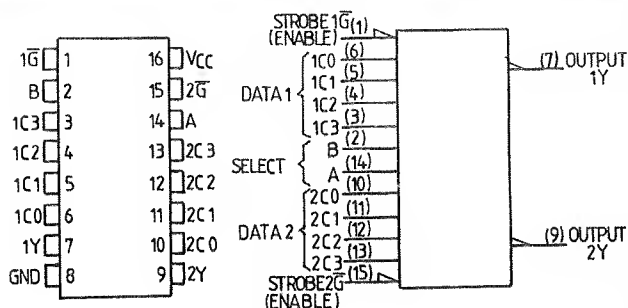 1G̅ 1 16 VCC
B 2 15 2G̅
1C3 3 14 A
1C2 4 13 2C3
1C1 5 12 2C2
1C0 6 11 2C1
1Y 7 10 2C0
GND 8 9 2Y
STROBE 1G̅ (1)
(ENABLE)
DATA 1
1C0 (6)
1C1 (5)
1C2 (4)
1C3 (3)
SELECT
B (2)
A (14)
DATA 2
2C0 (10)
2C1 (11)
2C2 (12)
2C3 (13)
STROBE2G̅ (15)
(ENABLE)
(7) OUTPUT
1Y
(9) OUTPUT
2Y